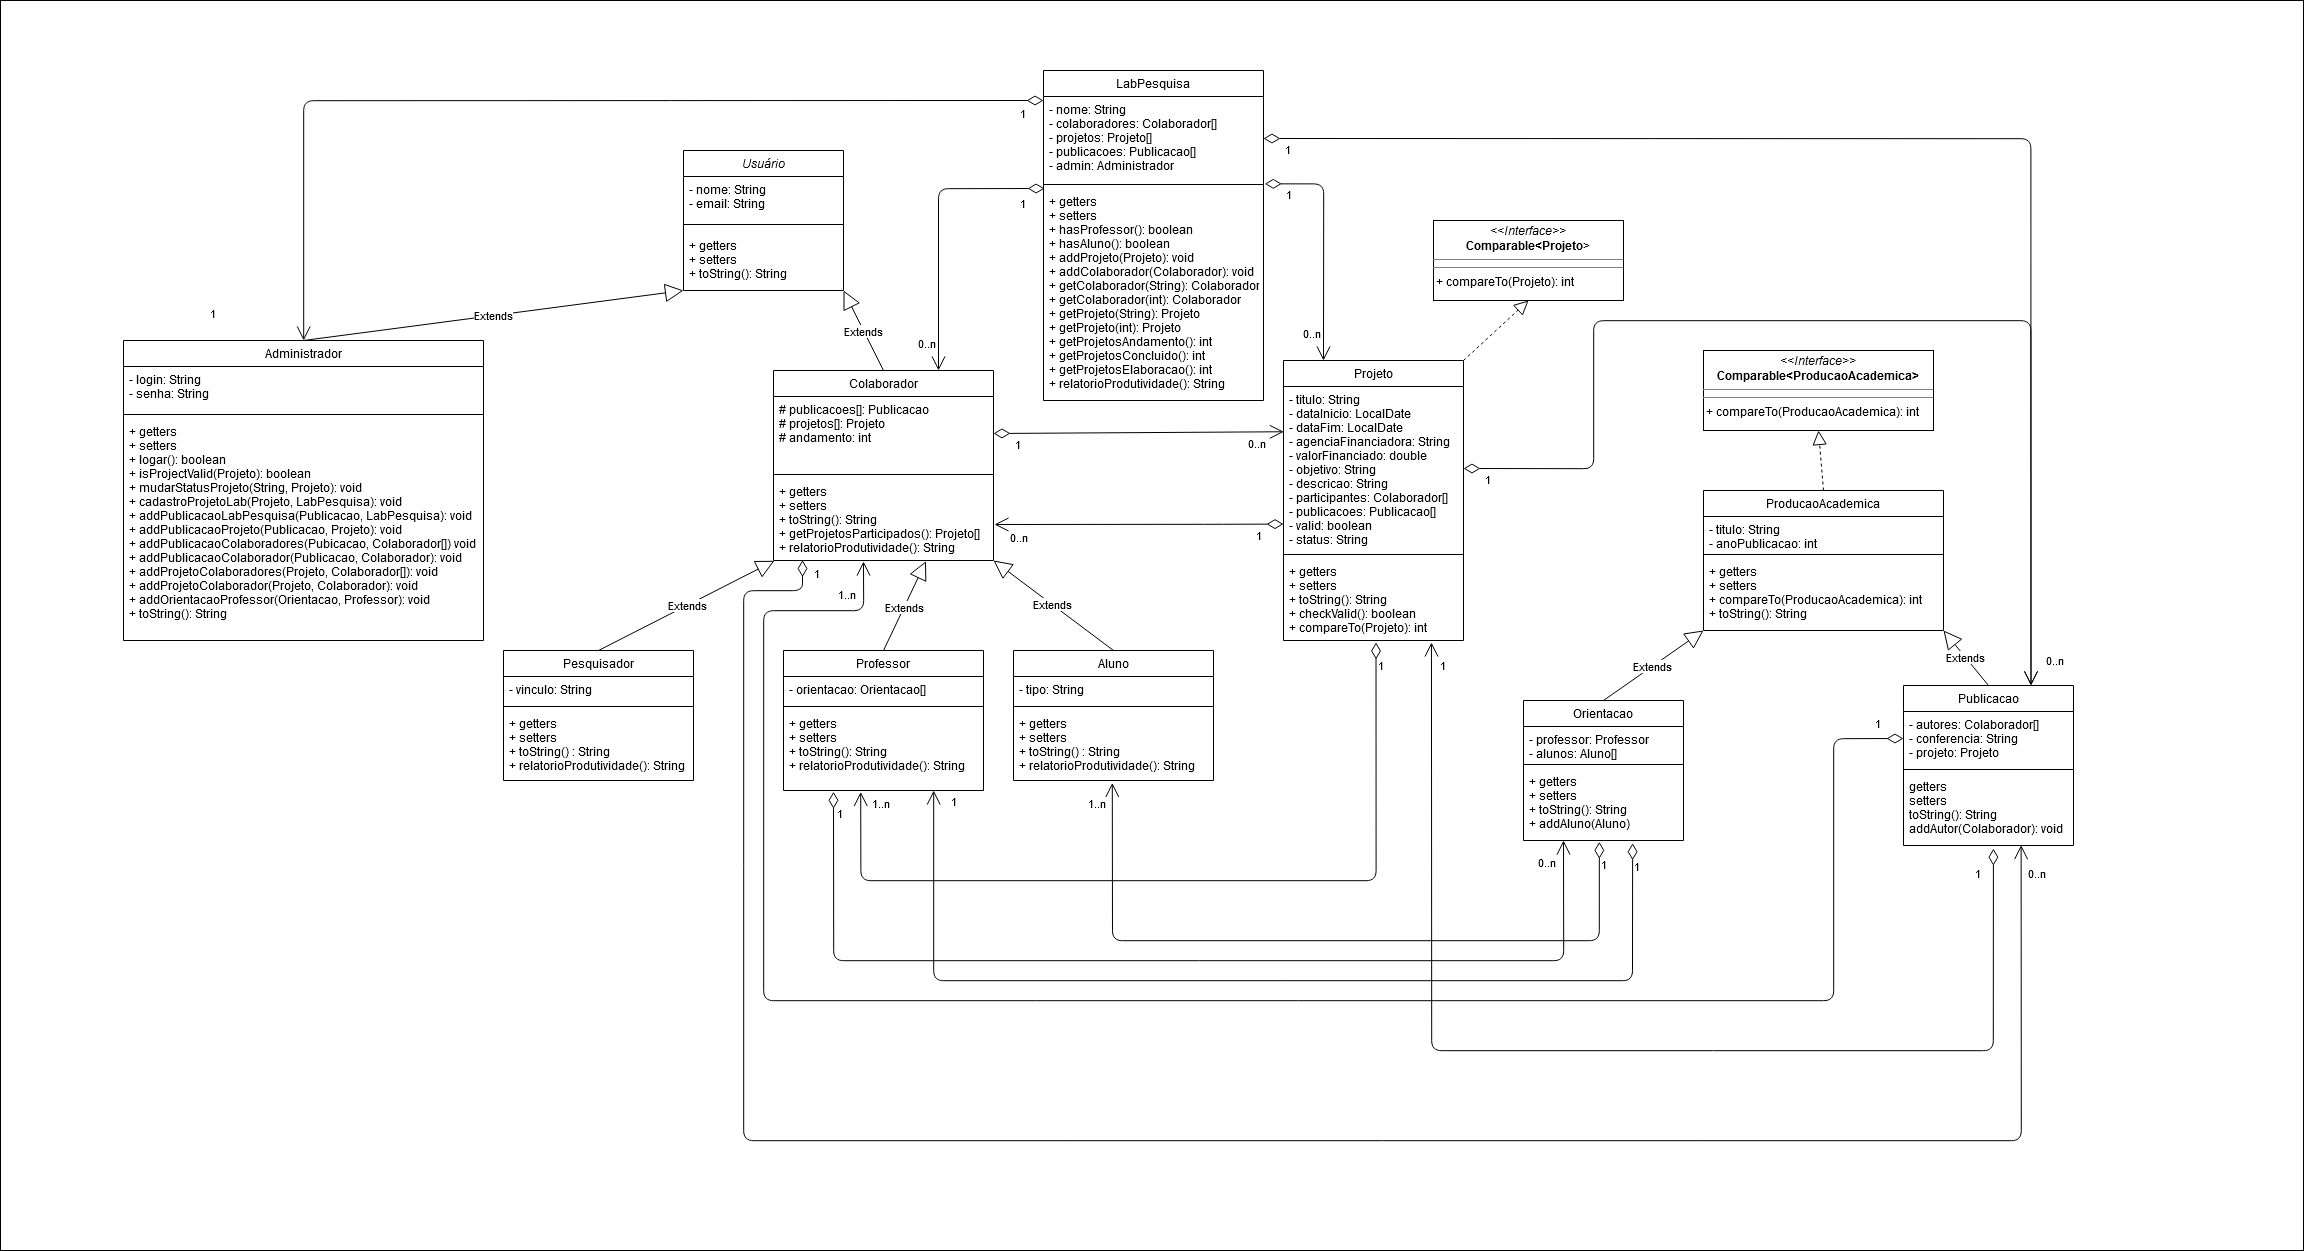 LabPesquisa
- nome: String
- colaboradores: Colaborador[]
- projetos: Projeto[]
- publicacoes: Publicacao[]
- admin: Administrador
+ getters
+ setters
+ hasProfessor(): boolean
+ hasAluno(): boolean
+ addProjeto(Projeto): void
+ addColaborador(Colaborador): void
+ getColaborador(String): Colaborador
+ getColaborador(int): Colaborador
+ getProjeto(String): Projeto
+ getProjeto(int): Projeto
+ getProjetosAndamento(): int
+ getProjetosConcluido(): int
+ getProjetosElaboracao(): int
+ relatorioProdutividade(): String
1
1
1
1
Usuário
- nome: String
- email: String
+ getters
+ setters
+ toString(): String
Extends
Extends
1
0..n
0..n
Administrador
- login: String
- senha: String
+ getters
+ setters
+ logar(): boolean
+ isProjectValid(Projeto): boolean
+ mudarStatusProjeto(String, Projeto): void
+ cadastroProjetoLab(Projeto, LabPesquisa): void
+ addPublicacaoLabPesquisa(Publicacao, LabPesquisa): void
+ addPublicacaoProjeto(Publicacao, Projeto): void
+ addPublicacaoColaboradores(Pubicacao, Colaborador[]) void
+ addPublicacaoColaborador(Publicacao, Colaborador): void
+ addProjetoColaboradores(Projeto, Colaborador[]): void
+ addProjetoColaborador(Projeto, Colaborador): void
+ addOrientacaoProfessor(Orientacao, Professor): void
+ toString(): String
Colaborador
# publicacoes[]: Publicacao
# projetos[]: Projeto
# andamento: int
+ getters
+ setters
+ toString(): String
+ getProjetosParticipados(): Projeto[]
+ relatorioProdutividade(): String
1
0..n
0..n
1
1
1..n
Extends
Extends
Extends
<<Interface>>
Comparable<Projeto>
+ compareTo(Projeto): int
Projeto
- titulo: String
- dataInicio: LocalDate
- dataFim: LocalDate
- agenciaFinanciadora: String
- valorFinanciado: double
- objetivo: String
- descricao: String
- participantes: Colaborador[]
- publicacoes: Publicacao[]
- valid: boolean
- status: String
+ getters
+ setters
+ toString(): String
+ checkValid(): boolean
+ compareTo(Projeto): int
1
1
1
<<Interface>>
Comparable<ProducaoAcademica>
+ compareTo(ProducaoAcademica): int
ProducaoAcademica
- titulo: String
- anoPublicacao: int
+ getters
+ setters
+ compareTo(ProducaoAcademica): int
+ toString(): String
Extends
Extends
0..n
Pesquisador
- vinculo: String
+ getters
+ setters
+ toString() : String
+ relatorioProdutividade(): String
Professor
- orientacao: Orientacao[]
+ getters
+ setters
+ toString(): String
+ relatorioProdutividade(): String
1
1..n
1
Aluno
- tipo: String
+ getters
+ setters
+ toString() : String
+ relatorioProdutividade(): String
1..n
Orientacao
- professor: Professor
- alunos: Aluno[]
+ getters
+ setters
+ toString(): String
+ addAluno(Aluno)
0..n
1
1
Publicacao
- autores: Colaborador[]
- conferencia: String
- projeto: Projeto
getters
setters
toString(): String
addAutor(Colaborador): void
1
1
0..n